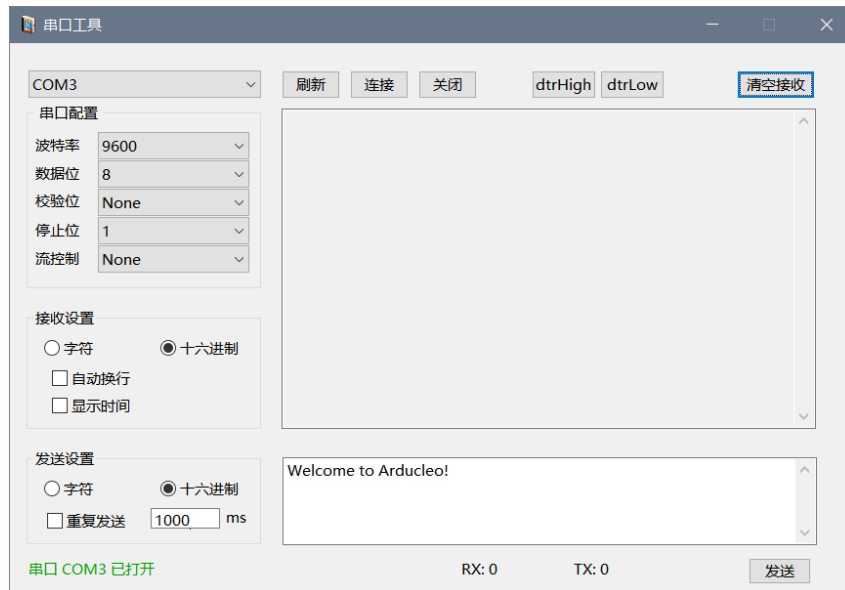 串口工具
COM3
刷新 连接 关闭 dtrHigh dtrLow 清空接收
串口配置
波特率 9600
数据位 8
校验位 None
停止位 1
流控制 None
接收设置
字符 十六进制
自动换行
显示时间
发送设置
字符 十六进制
重复发送 1000 ms
Welcome to Arducleo!
串口 COM3 已打开 RX: 0 TX: 0 发送